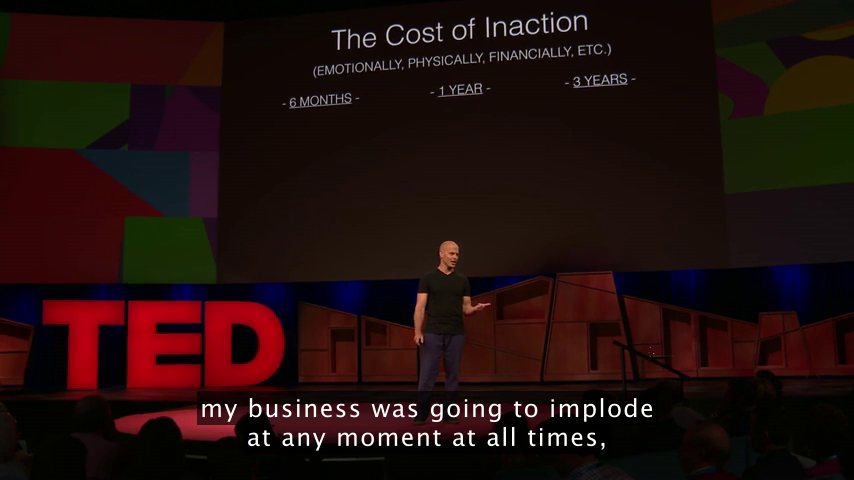 The Cost of Inaction
(EMOTIONALLY, PHYSICALLY, FINANCIALLY, ETC.)
- 6 MONTHS - - 1 YEAR - - 3 YEARS -
TED
my business was going to implode
at any moment at all times,